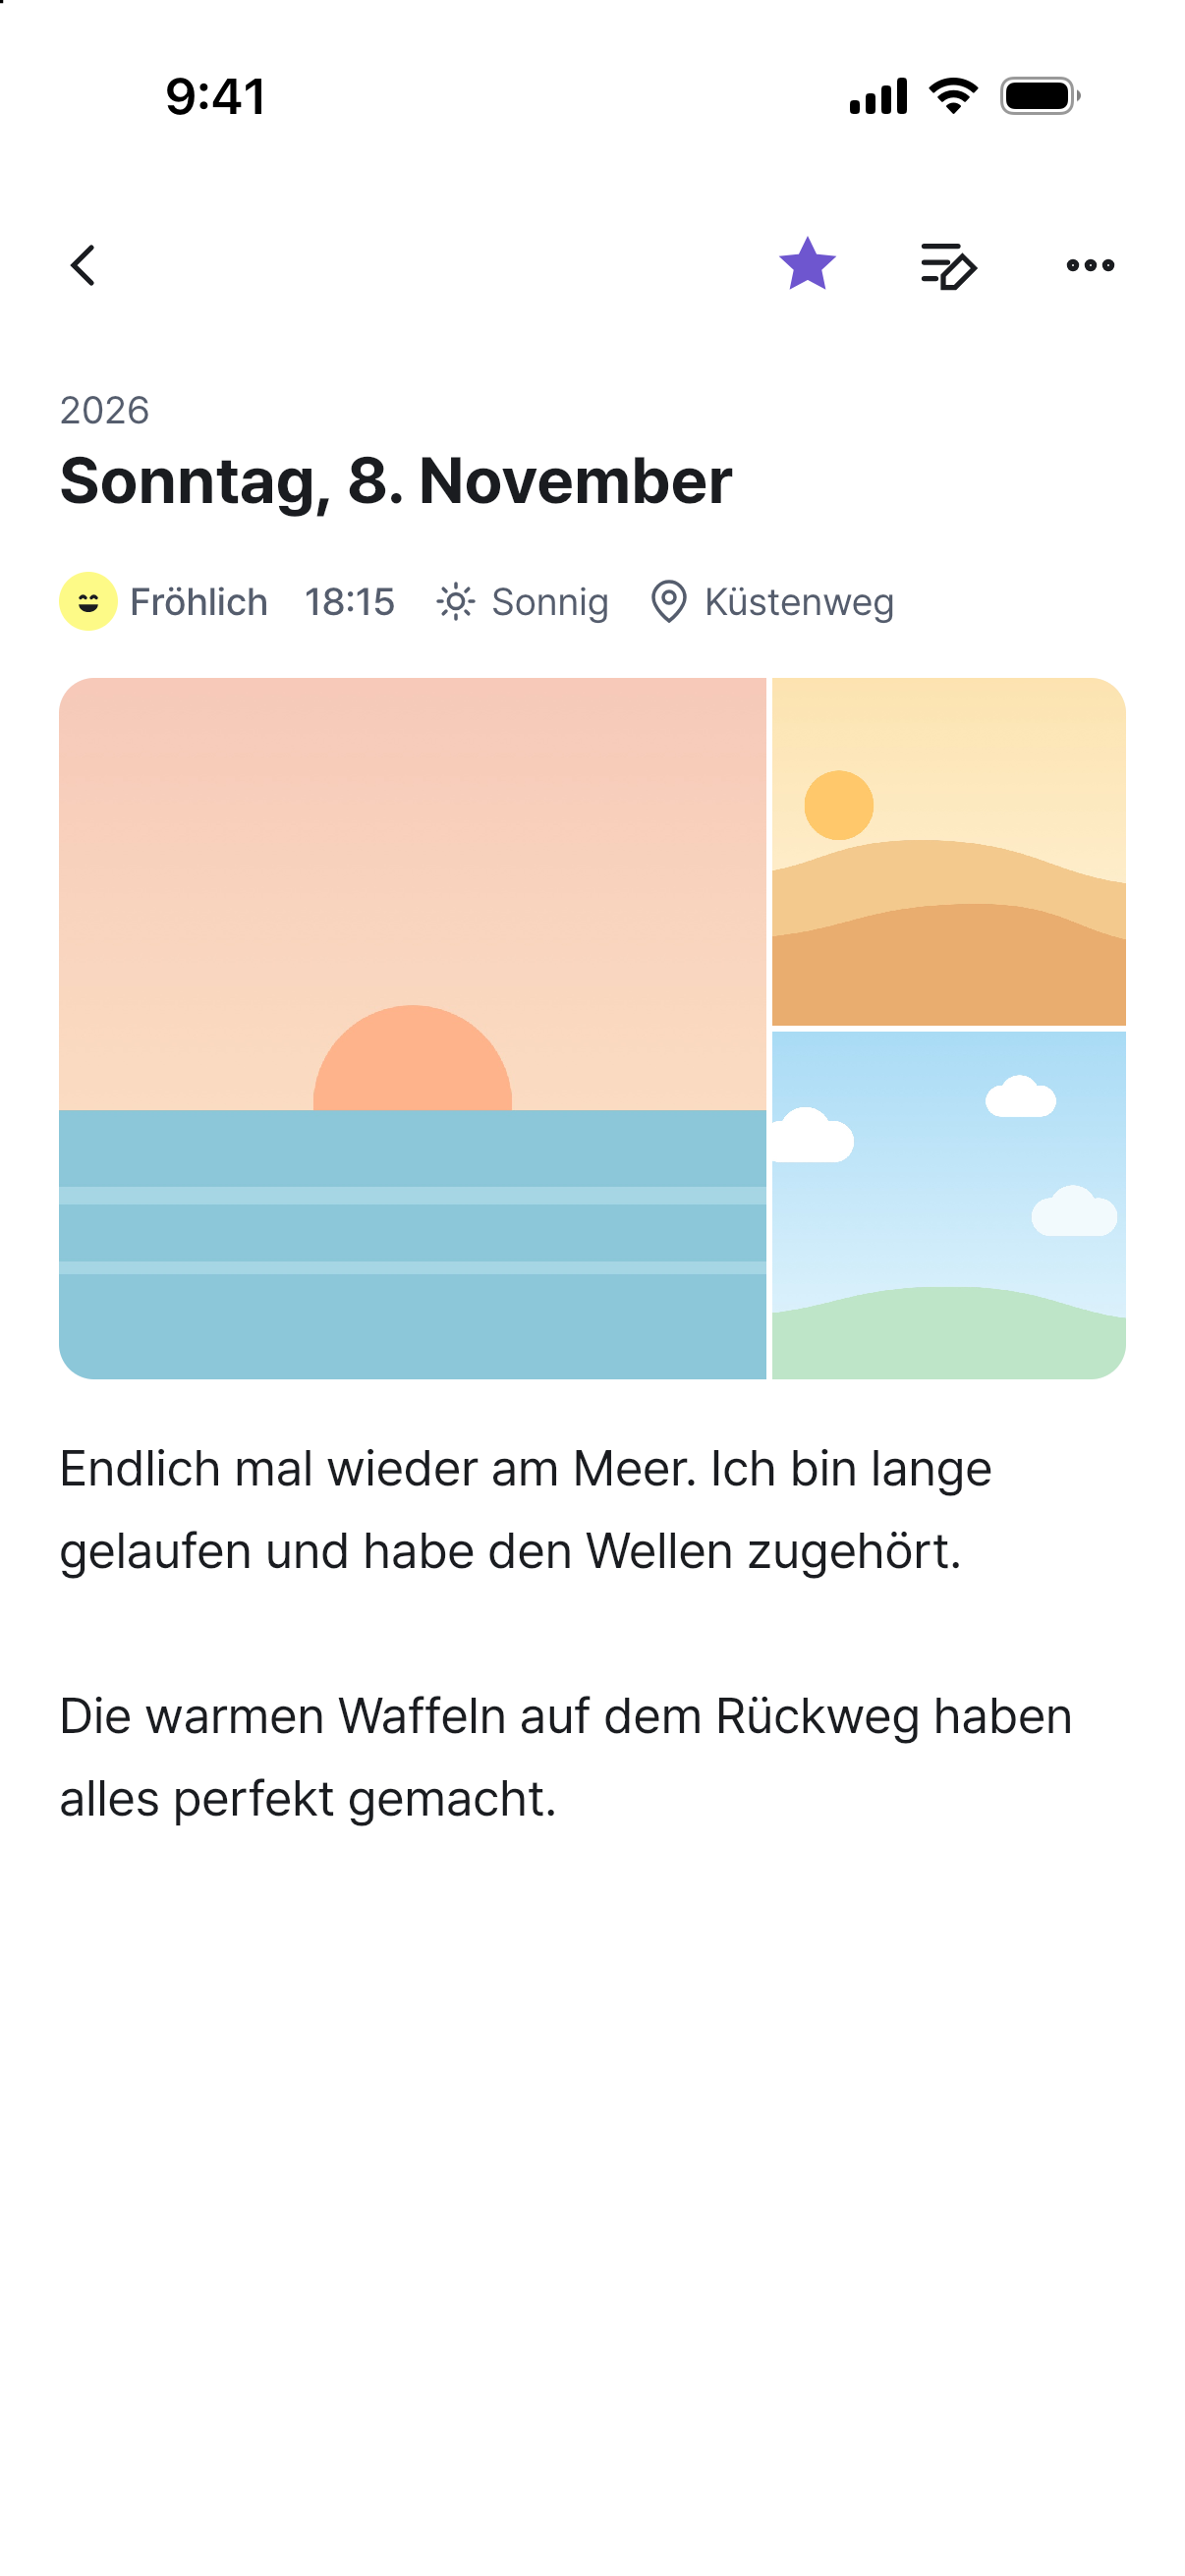 9:41
2026
Sonntag, 8. November
Fröhlich 18:15 Sonnig Küstenweg
Endlich mal wieder am Meer. Ich bin lange
gelaufen und habe den Wellen zugehört.
Die warmen Waffeln auf dem Rückweg haben
alles perfekt gemacht.